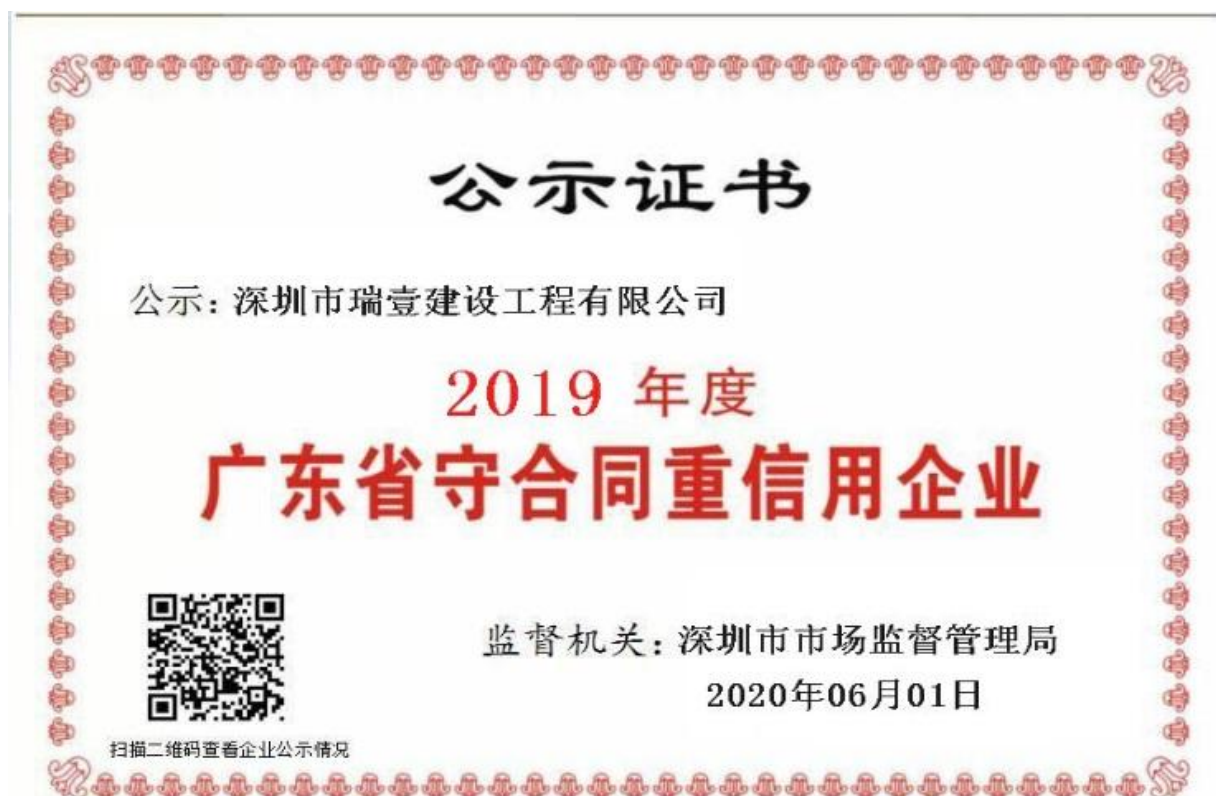 公示证书
公示：深圳市瑞壹建设工程有限公司
2019 年度
广东省守合同重信用企业
监督机关：深圳市市场监督管理局
2020年06月01日
扫描二维码查看企业公示情况